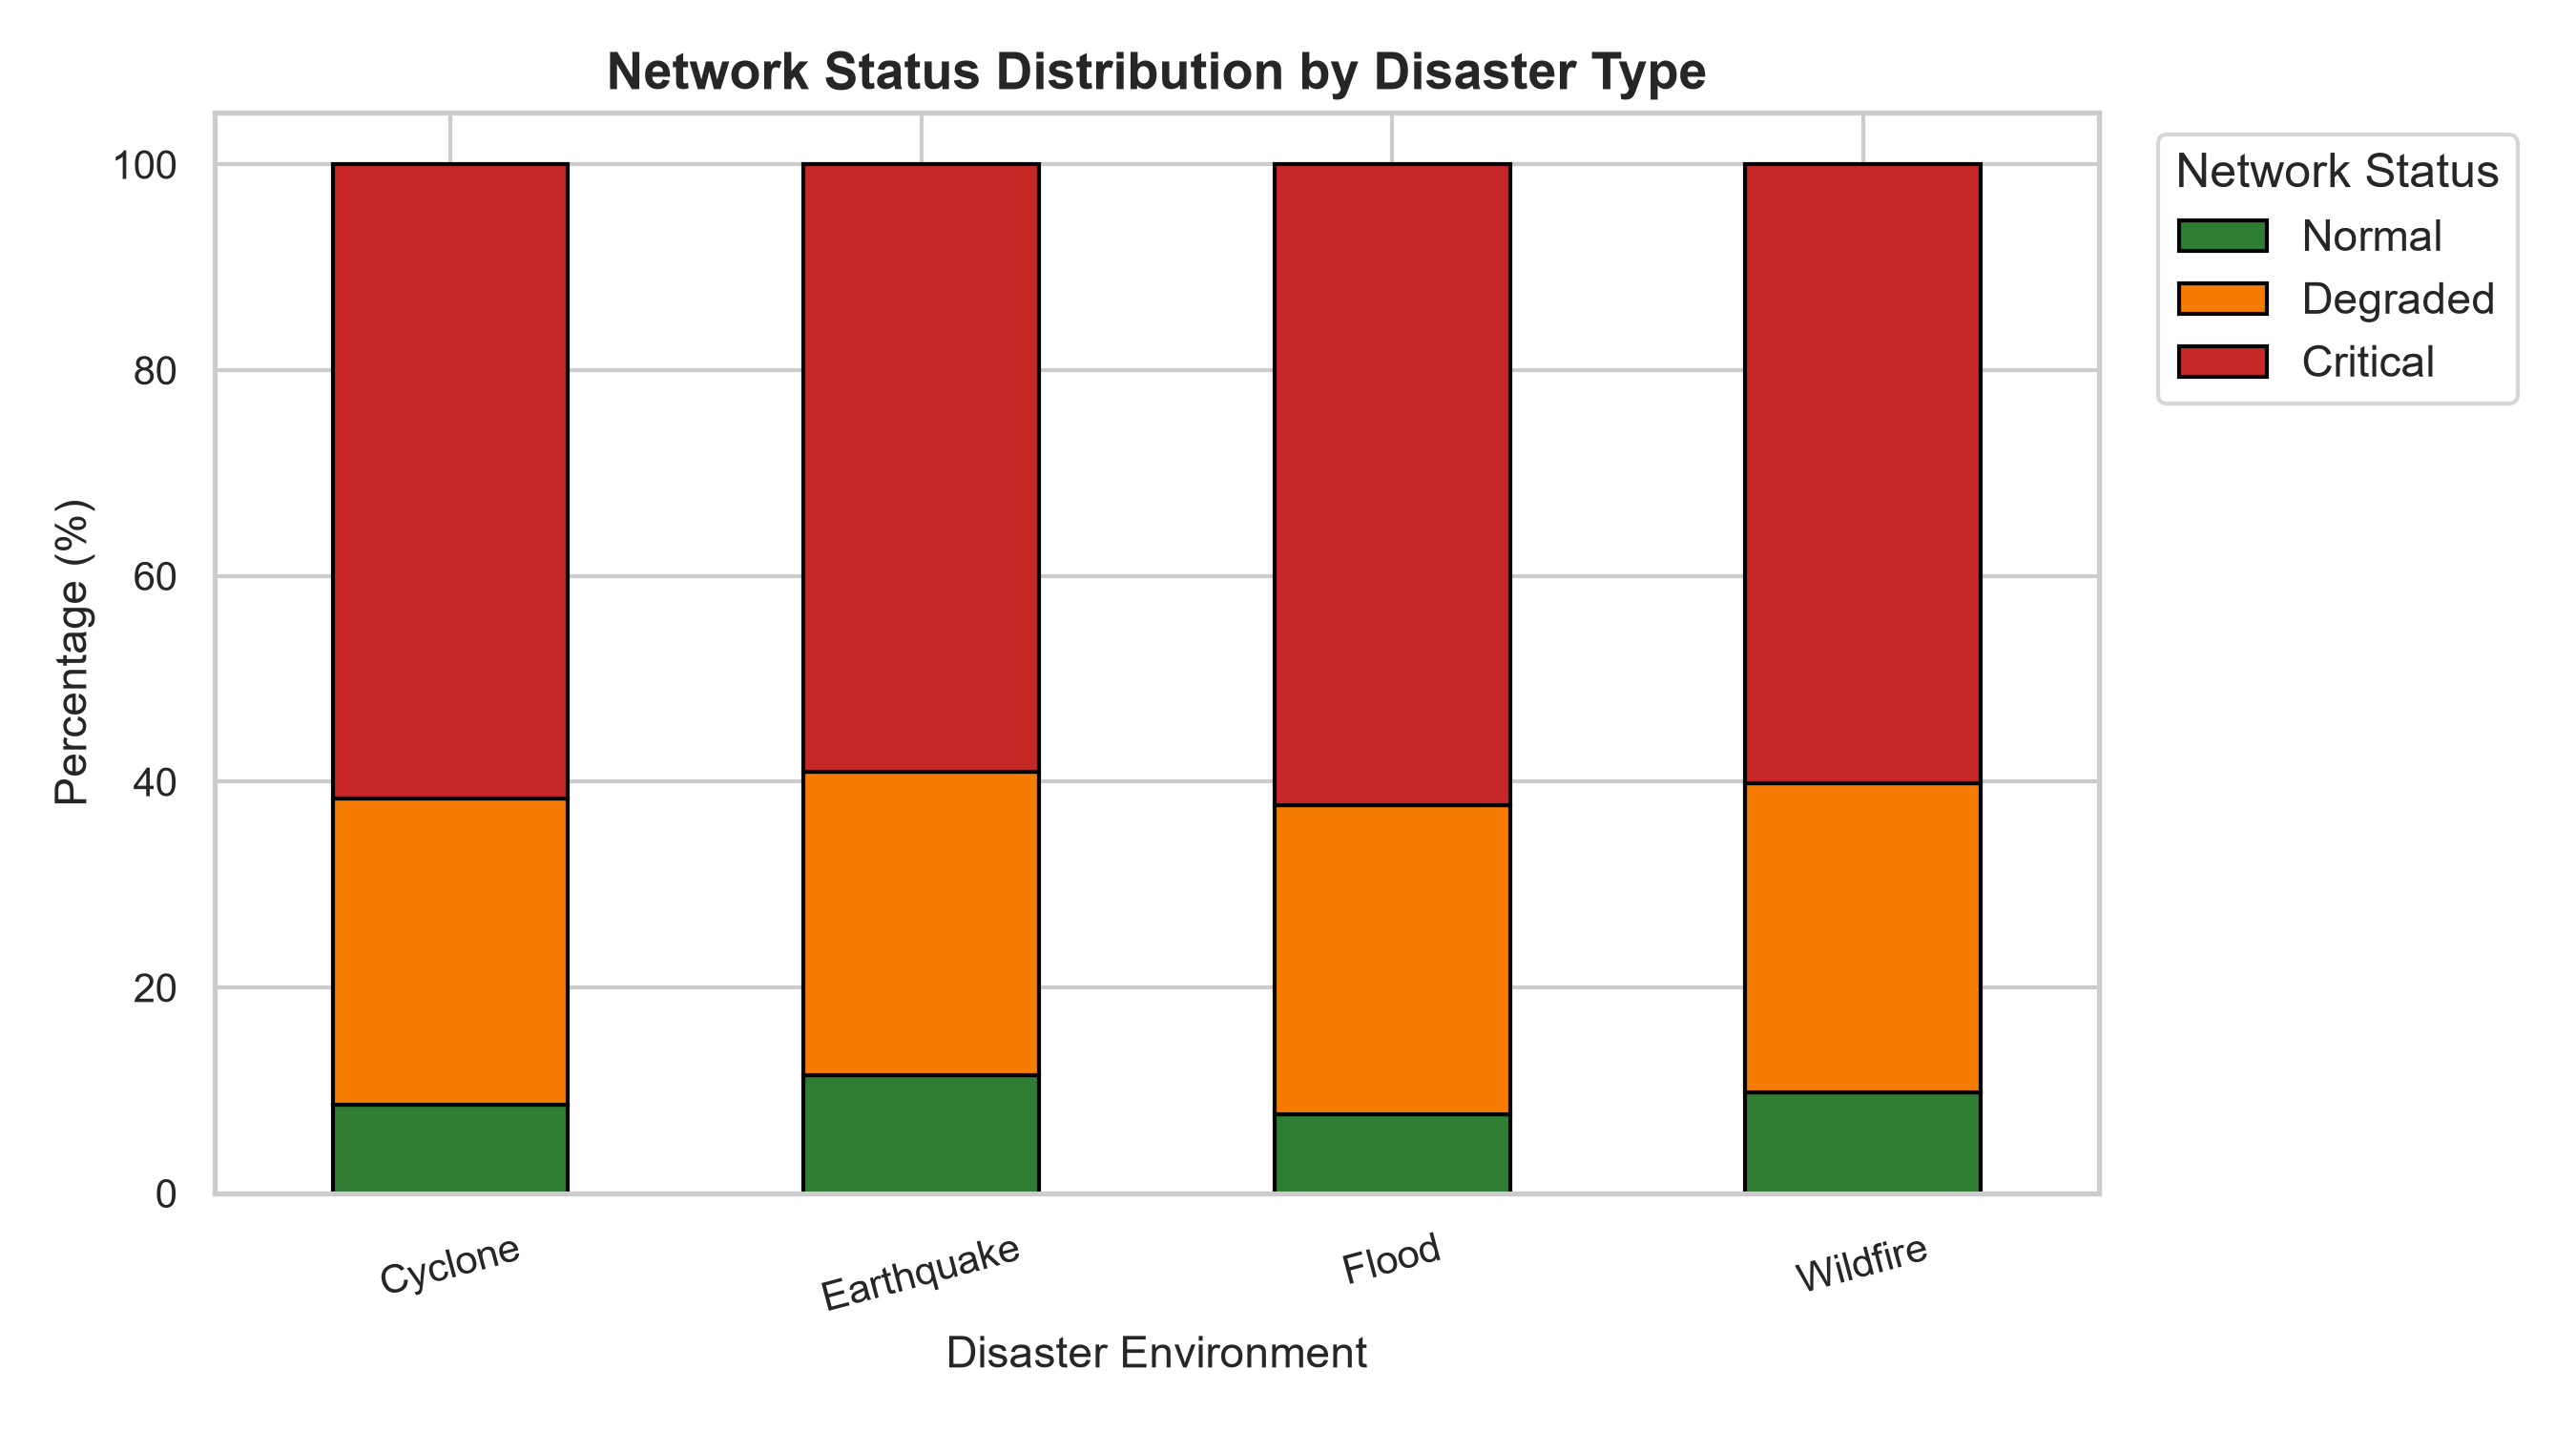 Network Status Distribution by Disaster Type
Percentage (%)
100
80
60
40
20
0
Cyclone
Earthquake
Flood
Wildfire
Disaster Environment
Network Status
Normal
Degraded
Critical